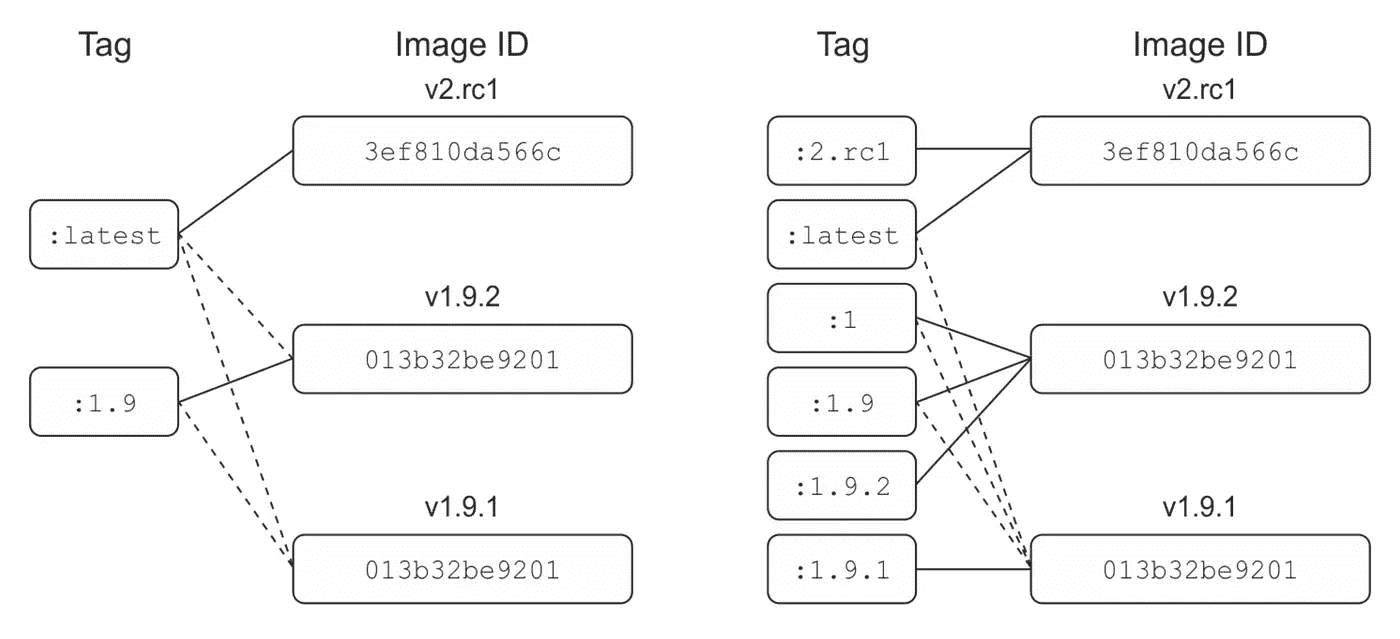 Tag
Image ID
v2.rc1
3ef810da566c
:latest
v1.9.2
013b32be9201
:1.9
v1.9.1
013b32be9201
Tag
Image ID
v2.rc1
:2.rc1
3ef810da566c
:latest
v1.9.2
:1
013b32be9201
:1.9
:1.9.2
v1.9.1
:1.9.1
013b32be9201